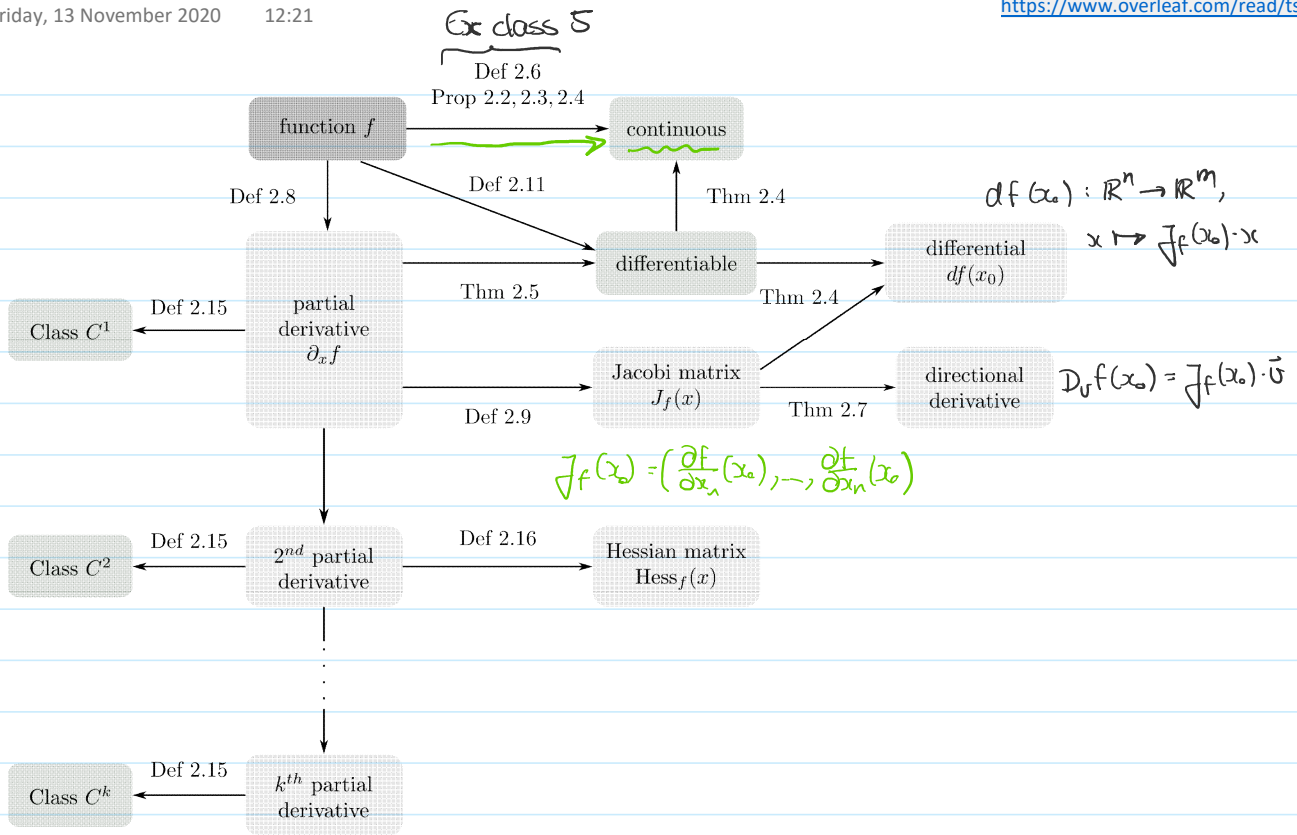 riday, 13 November 2020 12:21
https://www.overleaf.com/read/ts
Ex class 5
Def 2.6
Prop 2.2, 2.3, 2.4
function f
continuous
Def 2.8
Def 2.11
Thm 2.4
df(x₀) : ℝⁿ → ℝᵐ,
x ↦ J_f(x₀)·x
differentiable
differential
df(x₀)
Thm 2.5
Thm 2.4
partial
derivative
∂ₓf
Def 2.15
Class C¹
Jacobi matrix
J_f(x)
directional
derivative
D_v f(x₀) = J_f(x₀)·v⃗
Def 2.9
Thm 2.7
J_f(x₀) = (∂f/∂x₁(x₀), ..., ∂f/∂xₙ(x₀)
Def 2.15
Class C²
2ⁿᵈ partial
derivative
Def 2.16
Hessian matrix
Hess_f(x)
Def 2.15
Class Cᵏ
kᵗʰ partial
derivative